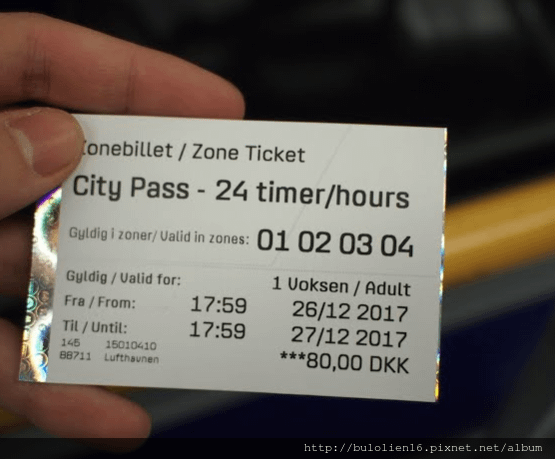 Zonebillet / Zone Ticket
City Pass - 24 timer/hours
Gyldig i zoner/ Valid in zones: 01 02 03 04
Gyldig / Valid for: 1 Voksen / Adult
Fra / From: 17:59 26/12 2017
Til / Until: 17:59 27/12 2017
145 15010410 ***80,00 DKK
88711 Lufthavnen
http://bulolien16.pixnet.net/album